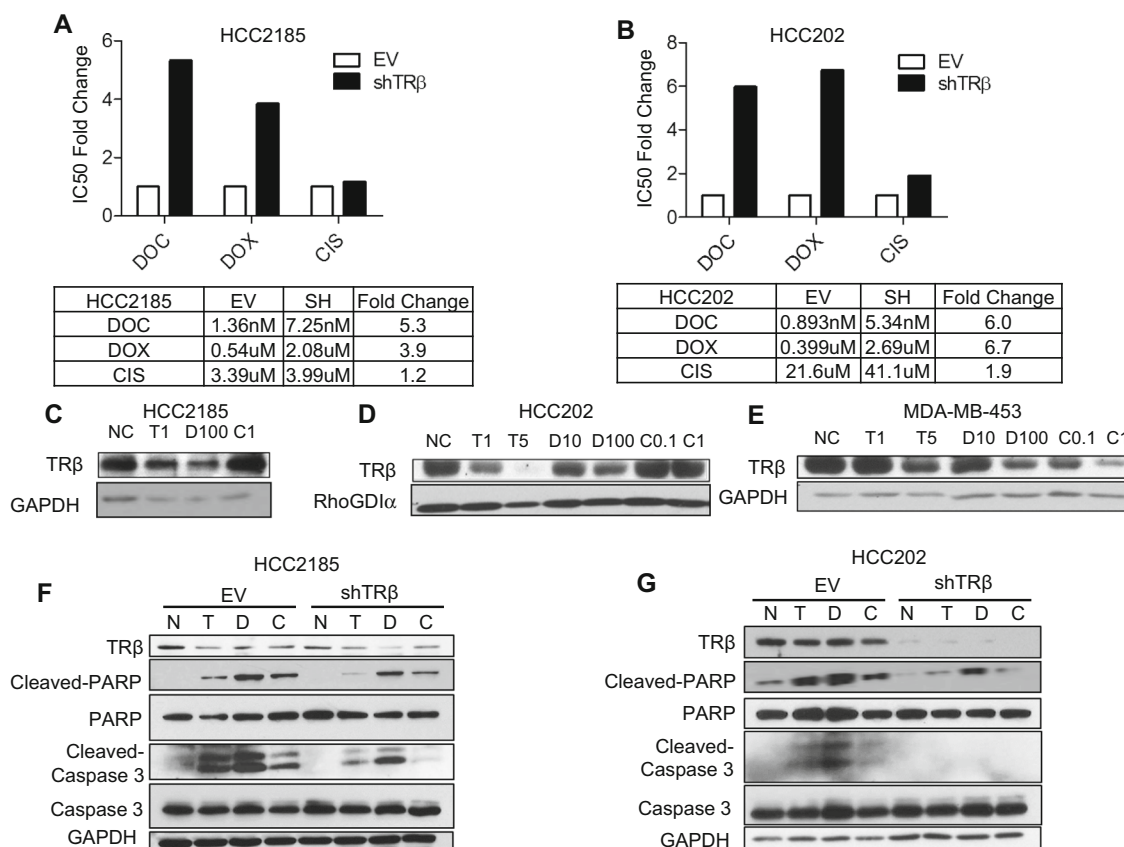 A
HCC2185
IC50 Fold Change
6
4
2
0
EV
shTRβ
DOC
DOX
CIS
HCC2185 EV SH Fold Change
DOC 1.36nM 7.25nM 5.3
DOX 0.54uM 2.08uM 3.9
CIS 3.39uM 3.99uM 1.2
B
HCC202
IC50 Fold Change
8
6
4
2
0
EV
shTRβ
DOC
DOX
CIS
HCC202 EV SH Fold Change
DOC 0.893nM 5.34nM 6.0
DOX 0.399uM 2.69uM 6.7
CIS 21.6uM 41.1uM 1.9
C
HCC2185
NC T1 D100 C1
TRβ
GAPDH
D
HCC202
NC T1 T5 D10 D100 C0.1 C1
TRβ
RhoGDIα
E
MDA-MB-453
NC T1 T5 D10 D100 C0.1 C1
TRβ
GAPDH
F
HCC2185
EV shTRβ
N T D C N T D C
TRβ
Cleaved-PARP
PARP
Cleaved-
Caspase 3
Caspase 3
GAPDH
G
HCC202
EV shTRβ
N T D C N T D C
TRβ
Cleaved-PARP
PARP
Cleaved-
Caspase 3
Caspase 3
GAPDH